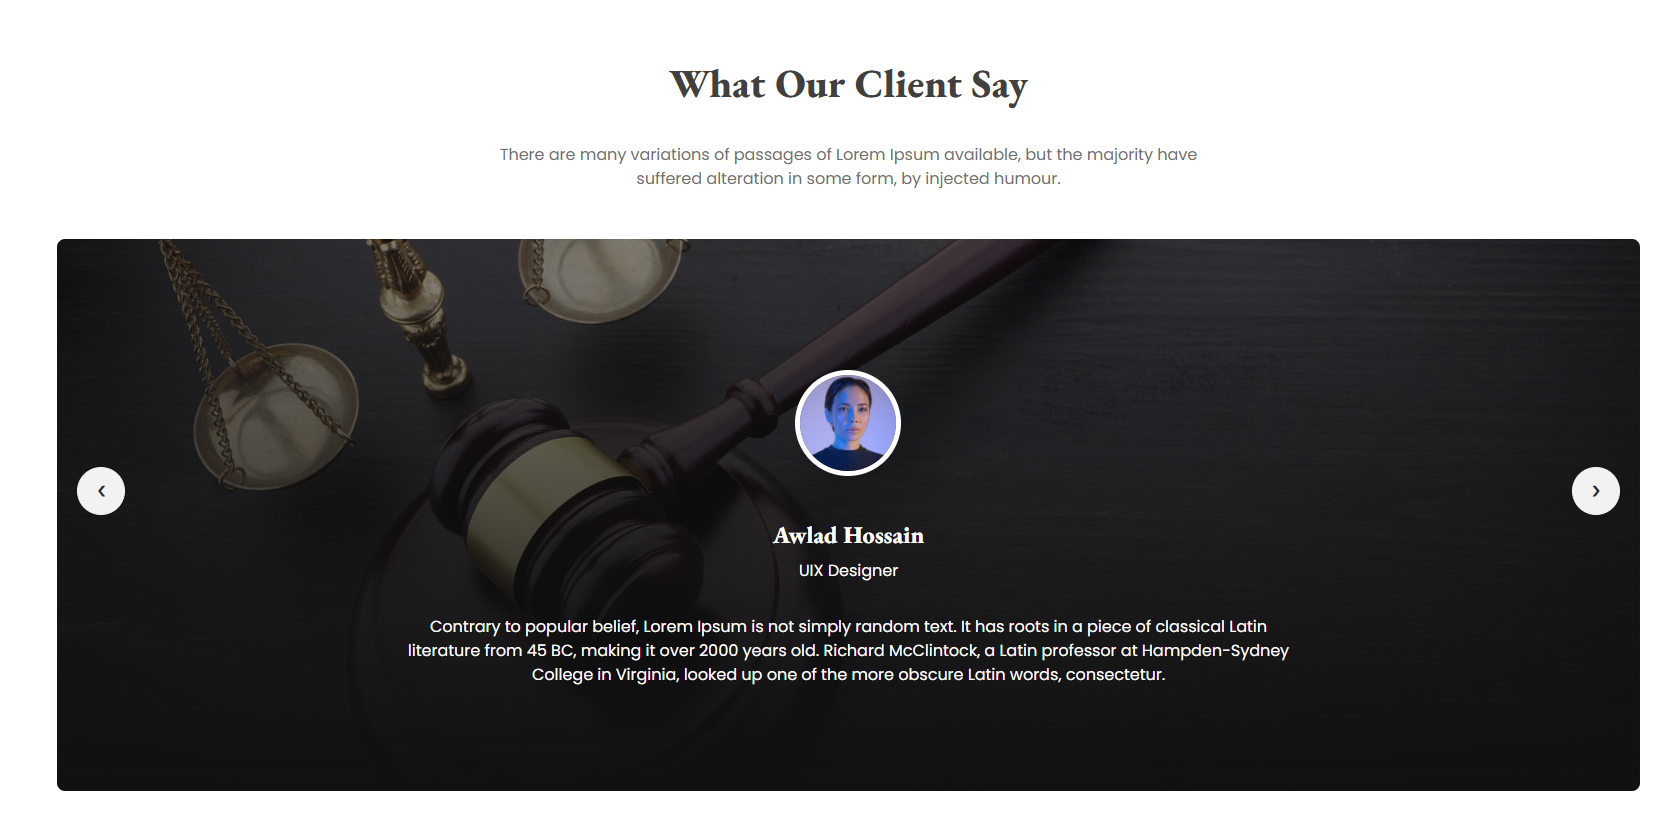 What Our Client Say
There are many variations of passages of Lorem Ipsum available, but the majority have
suffered alteration in some form, by injected humour.
Awlad Hossain
UIX Designer
Contrary to popular belief, Lorem Ipsum is not simply random text. It has roots in a piece of classical Latin
literature from 45 BC, making it over 2000 years old. Richard McClintock, a Latin professor at Hampden-Sydney
College in Virginia, looked up one of the more obscure Latin words, consectetur.